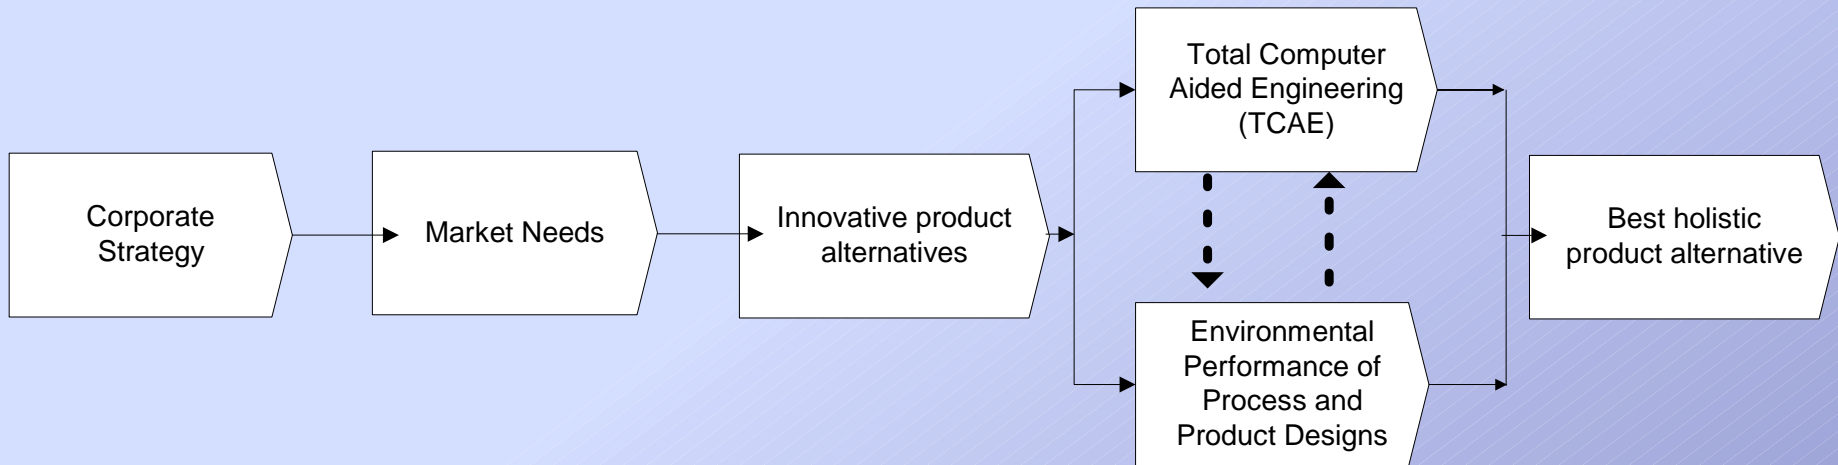 Corporate
Strategy
Market Needs
Innovative product
alternatives
Total Computer
Aided Engineering
(TCAE)
Environmental
Performance of
Process and
Product Designs
Best holistic
product alternative